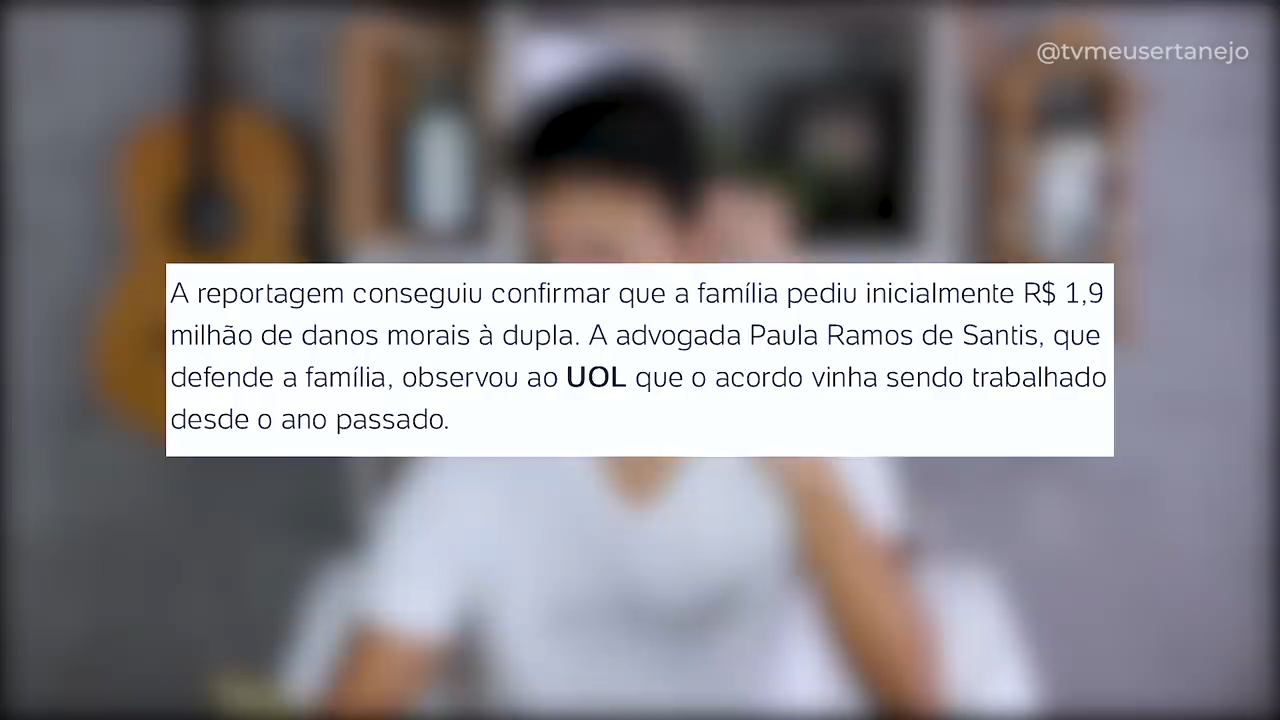 @tvmeusertanejo
A reportagem conseguiu confirmar que a família pediu inicialmente R$ 1,9
milhão de danos morais à dupla. A advogada Paula Ramos de Santis, que
defende a família, observou ao UOL que o acordo vinha sendo trabalhado
desde o ano passado.